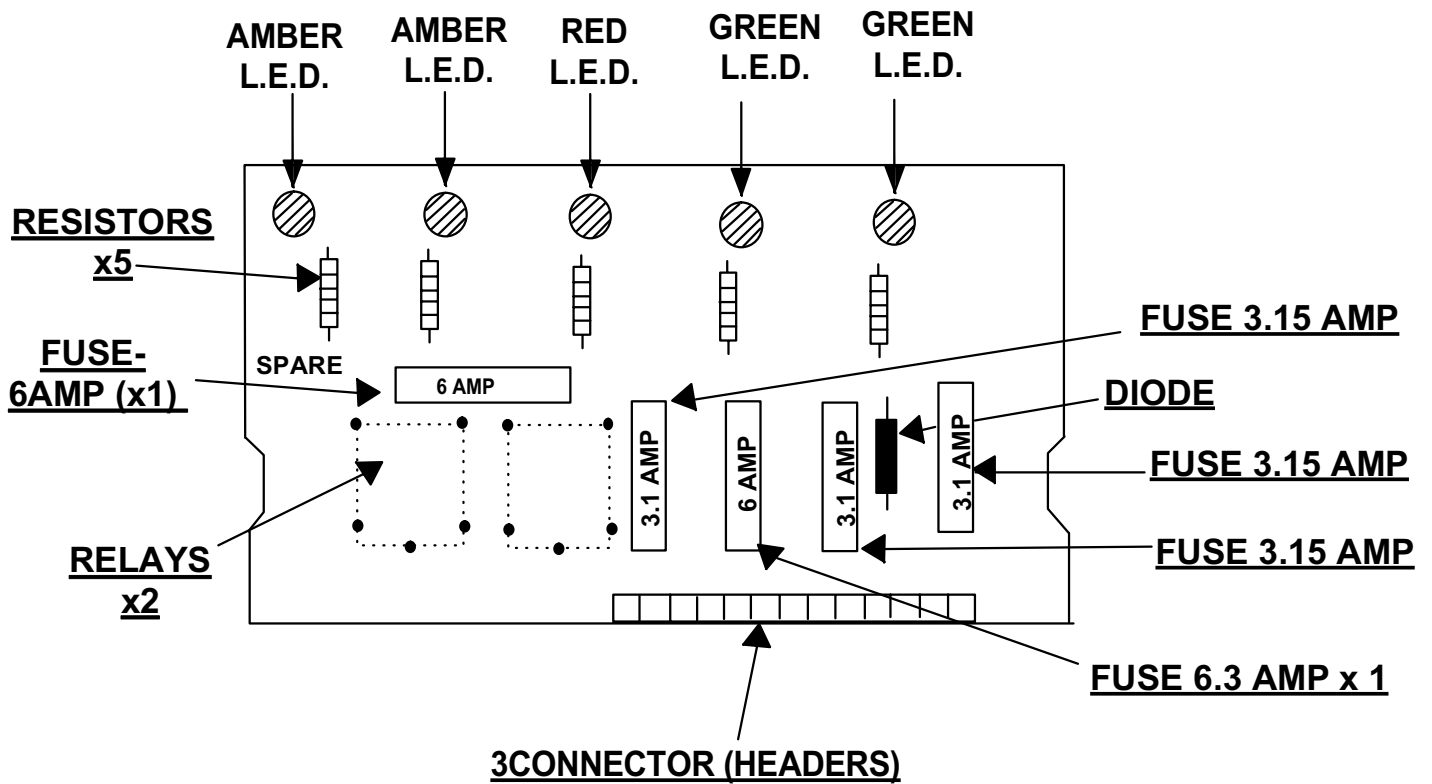 AMBER
L.E.D.
AMBER
L.E.D.
RED
L.E.D.
GREEN
L.E.D.
GREEN
L.E.D.
RESISTORS
x5
FUSE-
6AMP (x1)
SPARE
6 AMP
3.1 AMP
6 AMP
3.1 AMP
3.1 AMP
FUSE 3.15 AMP
DIODE
FUSE 3.15 AMP
FUSE 3.15 AMP
RELAYS
x2
FUSE 6.3 AMP x 1
3CONNECTOR (HEADERS)